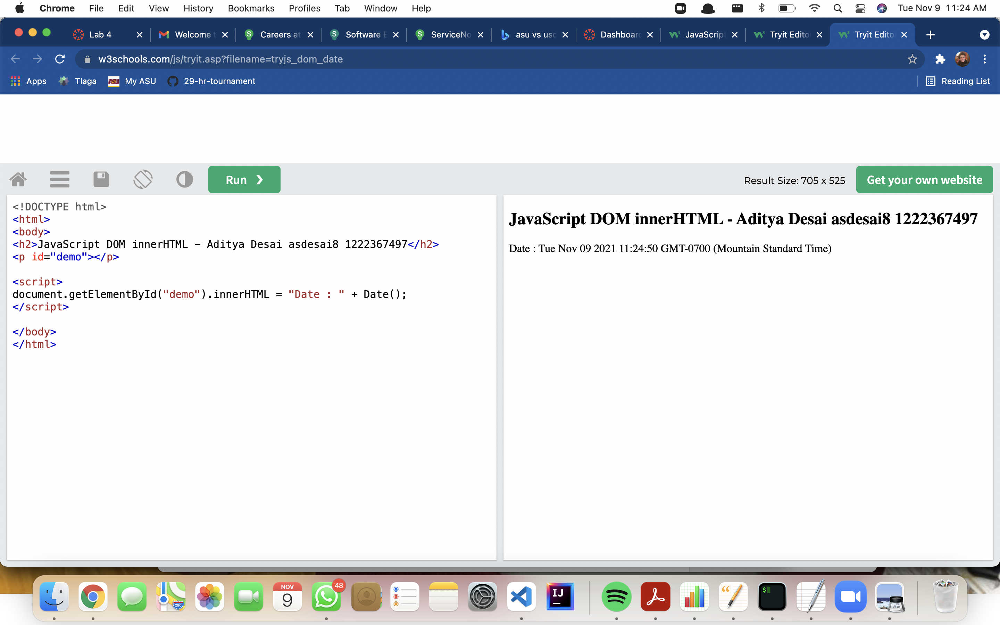 Chrome File Edit View History Bookmarks Profiles Tab Window Help Tue Nov 9 11:24 AM
Lab 4 Welcome t Careers at Software E ServiceNo asu vs usc Dashboard JavaScript Tryit Edito Tryit Edito
w3schools.com/js/tryit.asp?filename=tryjs_dom_date
Apps Tlaga My ASU 29-hr-tournament Reading List
Run ❯ Result Size: 705 x 525 Get your own website
<!DOCTYPE html>
<html>
<body>
<h2>JavaScript DOM innerHTML – Aditya Desai asdesai8 1222367497</h2>
<p id="demo"></p>
<script>
document.getElementById("demo").innerHTML = "Date : " + Date();
</script>
</body>
</html>
JavaScript DOM innerHTML - Aditya Desai asdesai8 1222367497
Date : Tue Nov 09 2021 11:24:50 GMT-0700 (Mountain Standard Time)
NOV
9
48
280
IJ
$